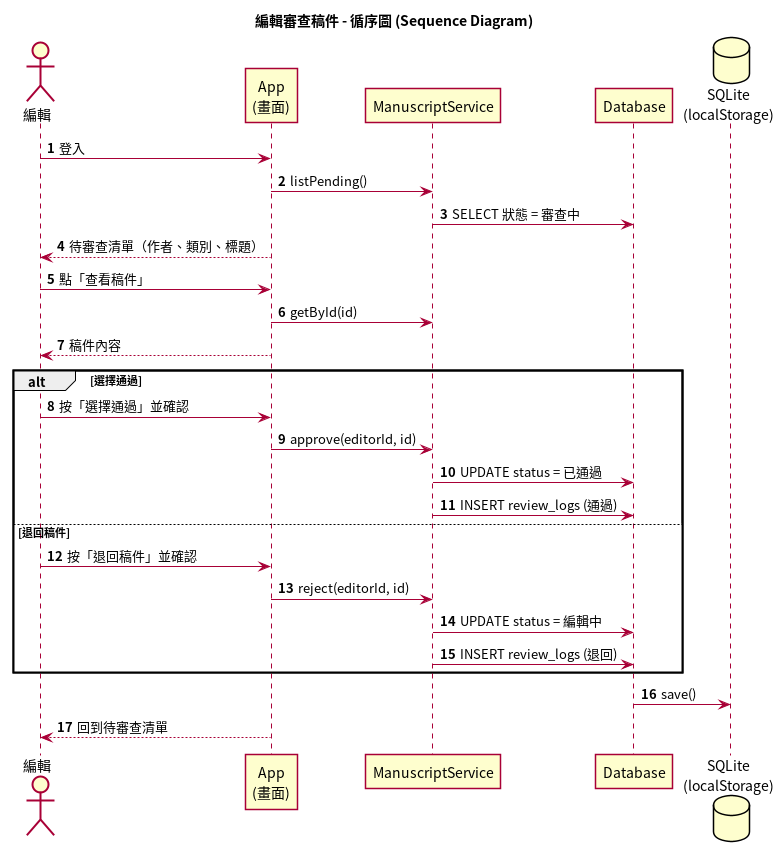 編輯審查稿件 - 循序圖 (Sequence Diagram)
編輯
App
(畫面)
ManuscriptService
Database
SQLite
(localStorage)
1 登入
2 listPending()
3 SELECT 狀態 = 審查中
4 待審查清單（作者、類別、標題）
5 點「查看稿件」
6 getById(id)
7 稿件內容
alt [選擇通過]
8 按「選擇通過」並確認
9 approve(editorId, id)
10 UPDATE status = 已通過
11 INSERT review_logs (通過)
[退回稿件]
12 按「退回稿件」並確認
13 reject(editorId, id)
14 UPDATE status = 編輯中
15 INSERT review_logs (退回)
16 save()
17 回到待審查清單
編輯
App
(畫面)
ManuscriptService
Database
SQLite
(localStorage)